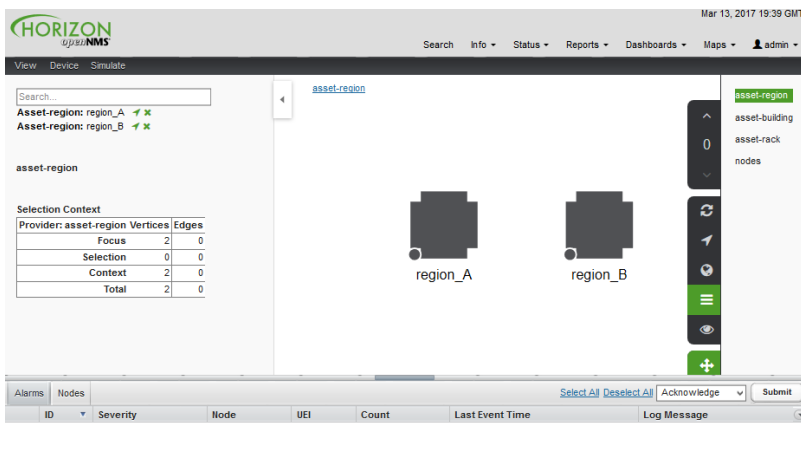 Mar 13, 2017 19:39 GMT
HORIZON
openNMS
Search Info Status Reports Dashboards Maps admin
View Device Simulate
Search...
Asset-region: region_A
Asset-region: region_B
asset-region
Selection Context
Provider: asset-region Vertices Edges
Focus 2 0
Selection 0 0
Context 2 0
Total 2 0
asset-region
region_A region_B
0
asset-region
asset-building
asset-rack
nodes
Alarms Nodes Select All Deselect All Acknowledge Submit
ID Severity Node UEI Count Last Event Time Log Message